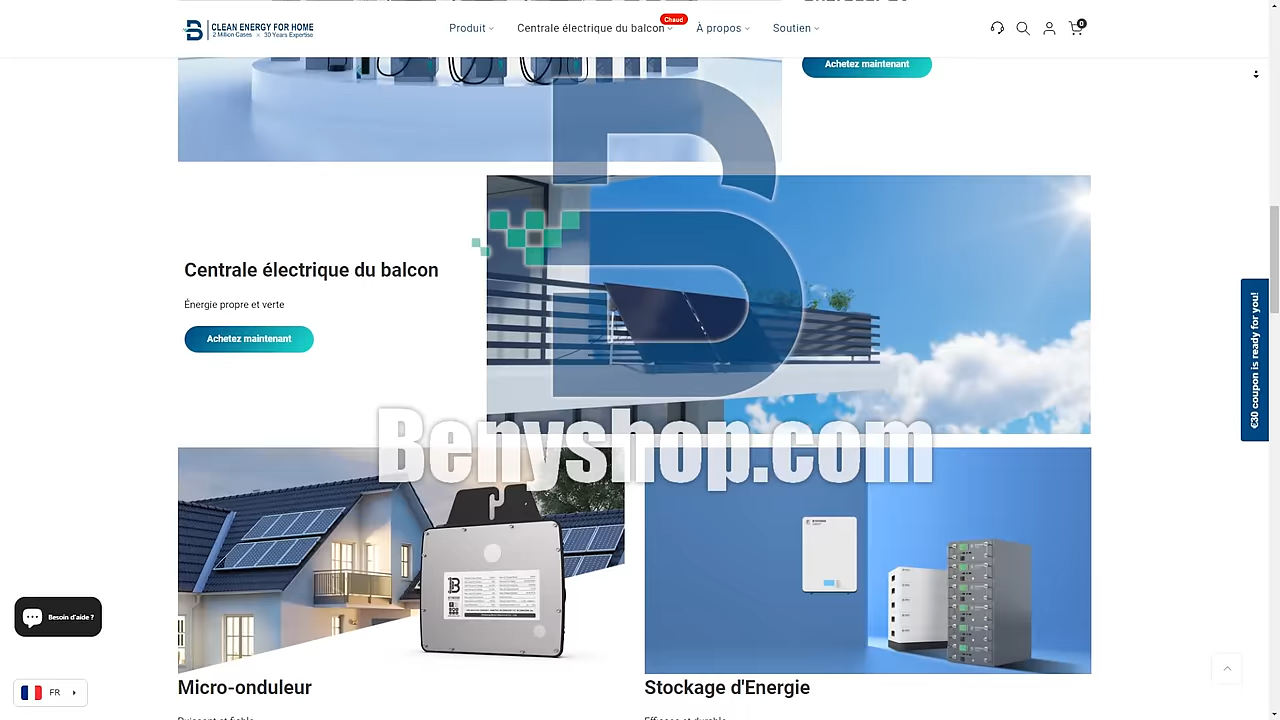 CLEAN ENERGY FOR HOME
2 Million Cases × 30 Years Expertise
Produit
Centrale électrique du balcon
Chaud
À propos
Soutien
0
Achetez maintenant
Centrale électrique du balcon
Énergie propre et verte
Achetez maintenant
€30 coupon is ready for you!
Benyshop.com
Besoin d'aide ?
FR
Micro-onduleur
Stockage d'Energie